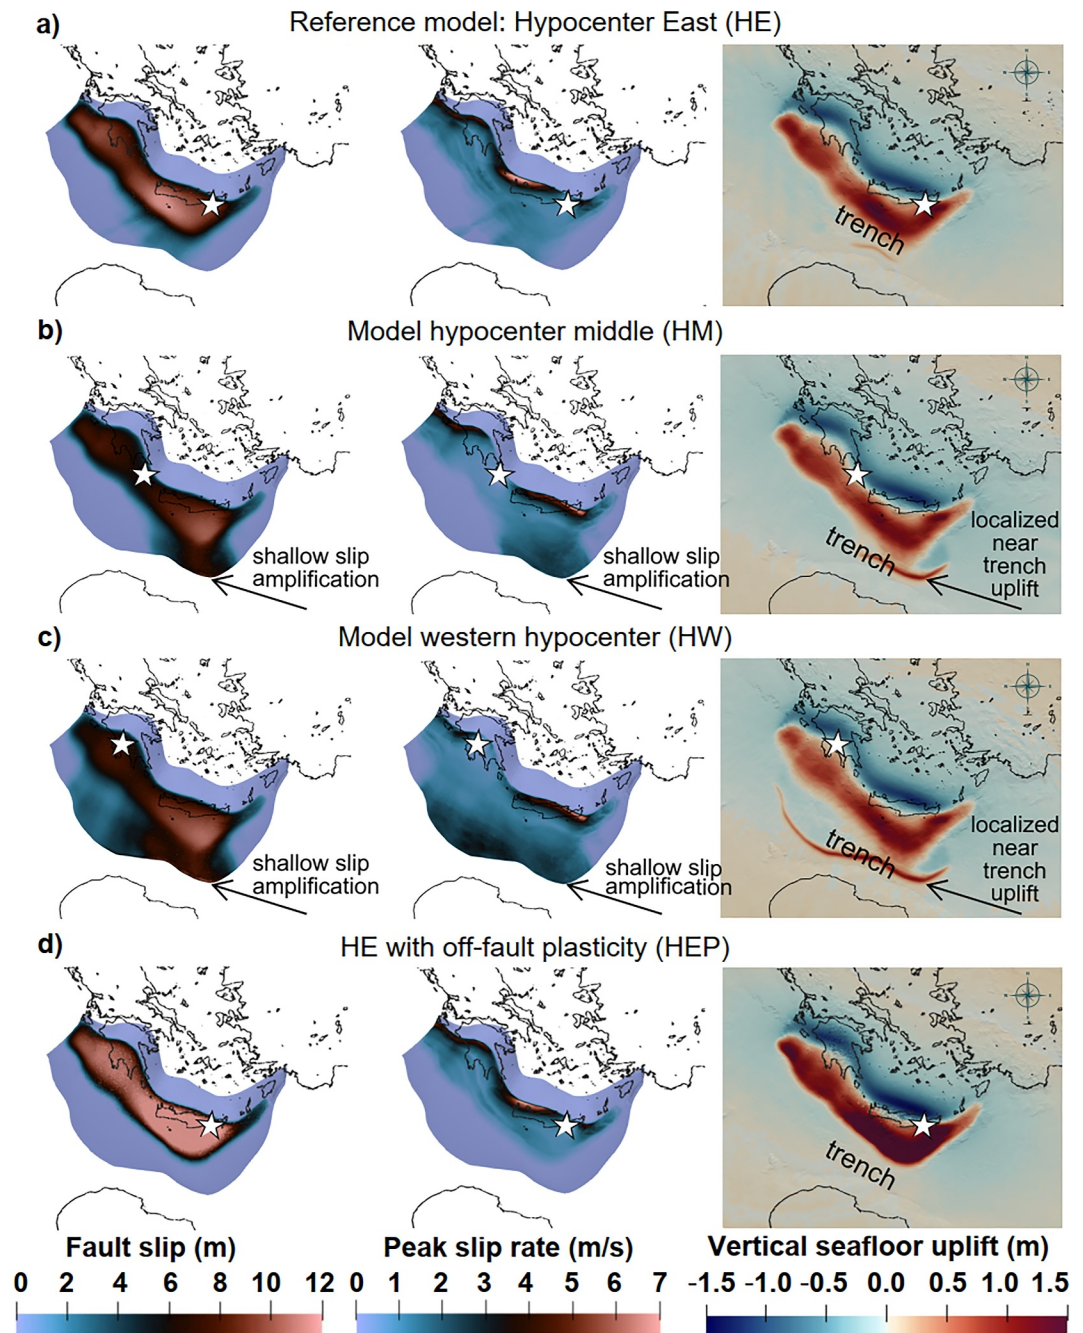 a)
Reference model: Hypocenter East (HE)
trench
b)
Model hypocenter middle (HM)
shallow slip
amplification
shallow slip
amplification
trench
localized
near
trench
uplift
c)
Model western hypocenter (HW)
shallow slip
amplification
shallow slip
amplification
trench
localized
near
trench
uplift
d)
HE with off-fault plasticity (HEP)
trench
Fault slip (m)
0 2 4 6 8 10 12
Peak slip rate (m/s)
0 1 2 3 4 5 6 7
Vertical seafloor uplift (m)
-1.5 -1.0 -0.5 0.0 0.5 1.0 1.5